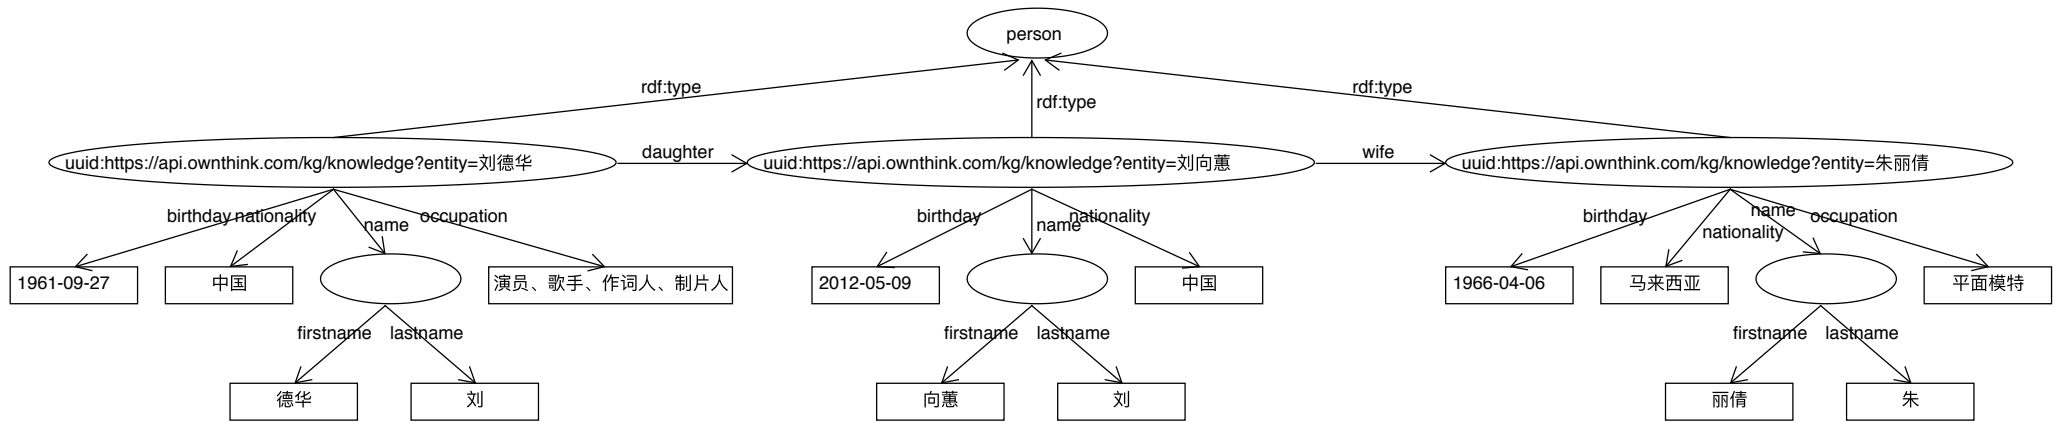 person
rdf:type
rdf:type
rdf:type
uuid:https://api.ownthink.com/kg/knowledge?entity=刘德华
daughter
uuid:https://api.ownthink.com/kg/knowledge?entity=刘向蕙
wife
uuid:https://api.ownthink.com/kg/knowledge?entity=朱丽倩
birthday
nationality
name
occupation
birthday
name
nationality
birthday
nationality
name
occupation
1961-09-27
中国
演员、歌手、作词人、制片人
2012-05-09
中国
1966-04-06
马来西亚
平面模特
firstname
lastname
firstname
lastname
firstname
lastname
德华
刘
向蕙
刘
丽倩
朱